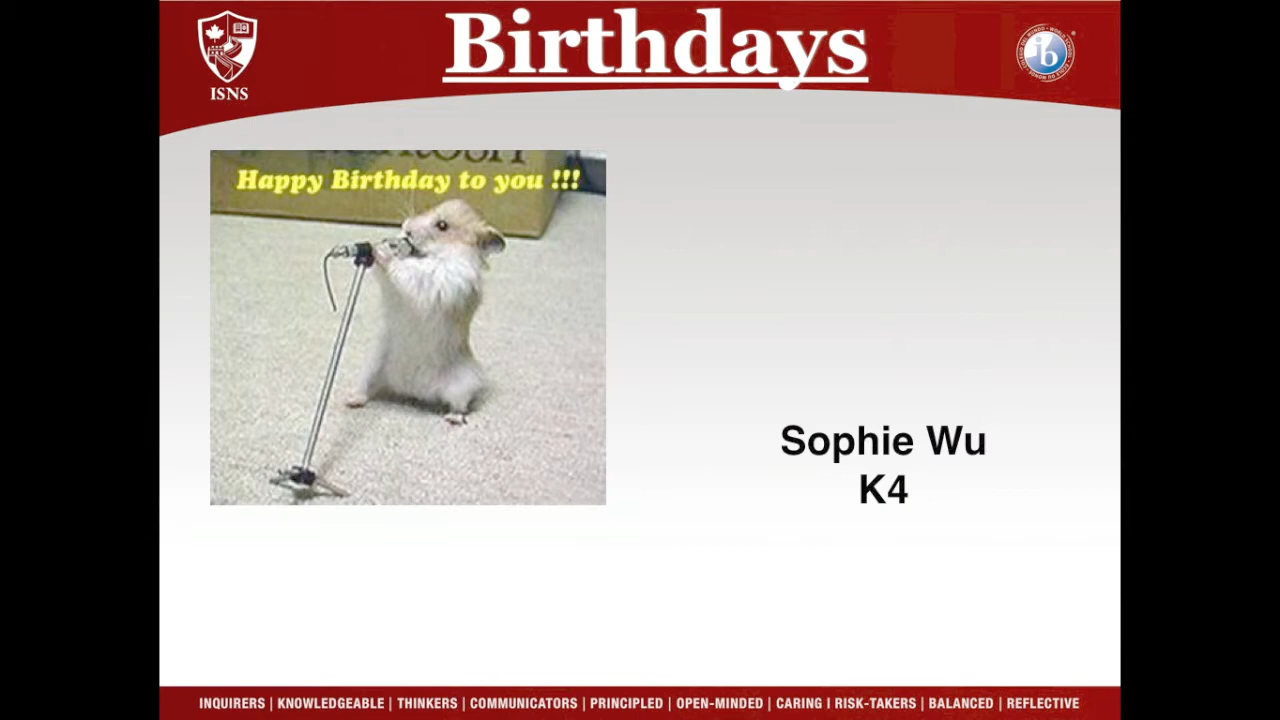 Birthdays
ISNS
ib
Happy Birthday to you !!!
Sophie Wu
K4
INQUIRERS | KNOWLEDGEABLE | THINKERS | COMMUNICATORS | PRINCIPLED | OPEN-MINDED | CARING I RISK-TAKERS | BALANCED | REFLECTIVE